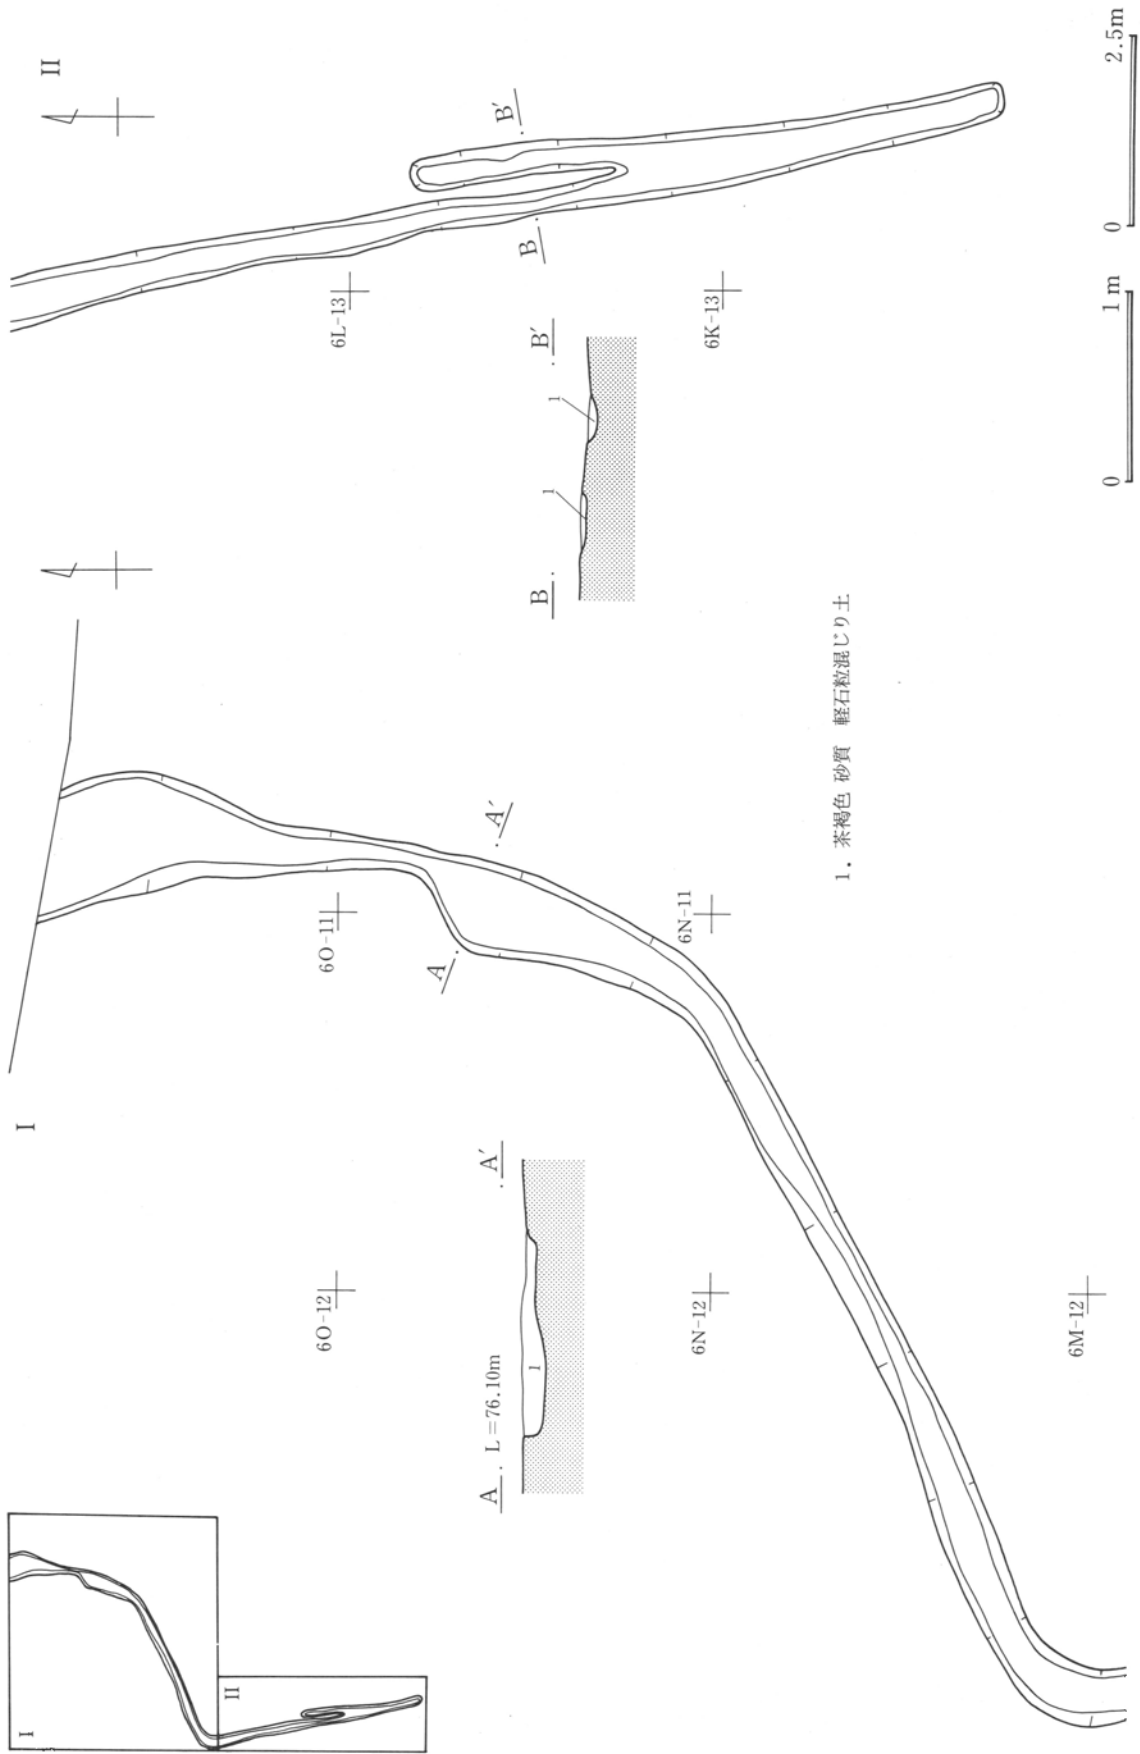 I
II
I
II
6O-12
6O-11
6N-12
6N-11
6M-12
6L-13
6K-13
A
A′
B
B′
A . L=76.10m . A′
1
B . . B′
1
1
1. 茶褐色 砂質 軽石粒混じり土
0 1m
0 2.5m